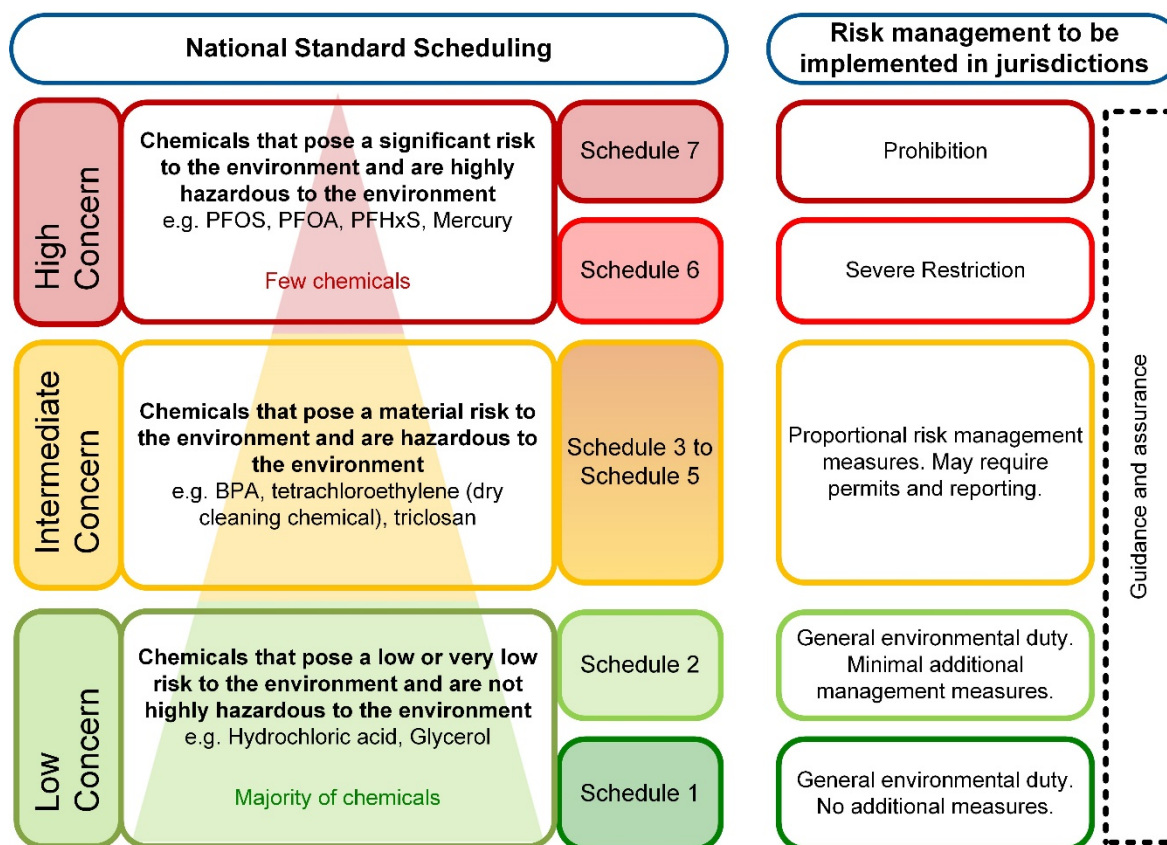 National Standard Scheduling
Risk management to be
implemented in jurisdictions
High
Concern
Chemicals that pose a significant risk
to the environment and are highly
hazardous to the environment
e.g. PFOS, PFOA, PFHxS, Mercury
Few chemicals
Schedule 7
Prohibition
Schedule 6
Severe Restriction
Intermediate
Concern
Chemicals that pose a material risk to
the environment and are hazardous to
the environment
e.g. BPA, tetrachloroethylene (dry
cleaning chemical), triclosan
Schedule 3 to
Schedule 5
Proportional risk management
measures. May require
permits and reporting.
Low
Concern
Chemicals that pose a low or very low
risk to the environment and are not
highly hazardous to the environment
e.g. Hydrochloric acid, Glycerol
Majority of chemicals
Schedule 2
General environmental duty.
Minimal additional
management measures.
Schedule 1
General environmental duty.
No additional measures.
Guidance and assurance